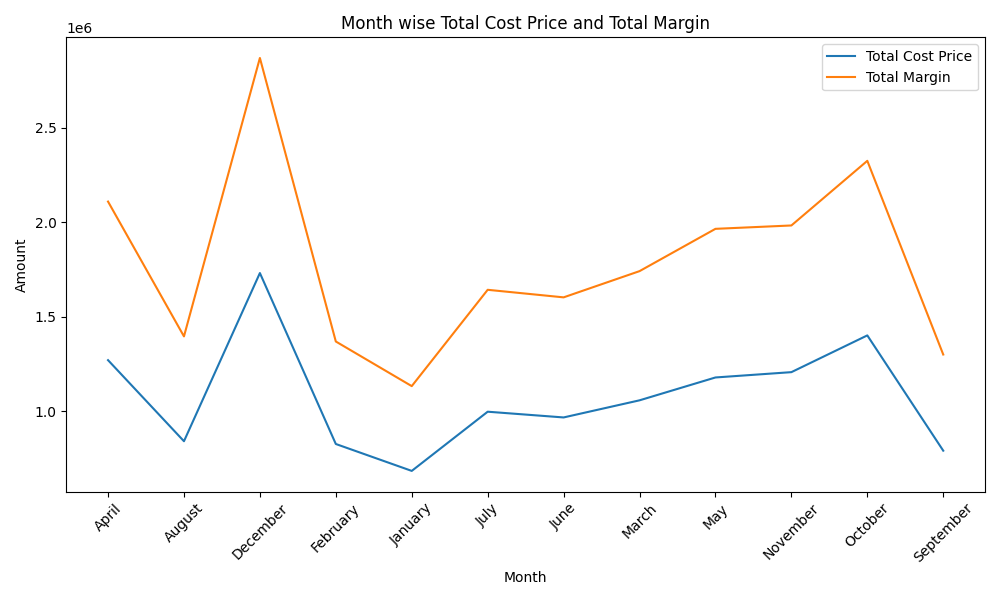 Month wise Total Cost Price and Total Margin
1e6
Total Cost Price
Total Margin
2.5
2.0
1.5
1.0
Amount
April
August
December
February
January
July
June
March
May
November
October
September
Month